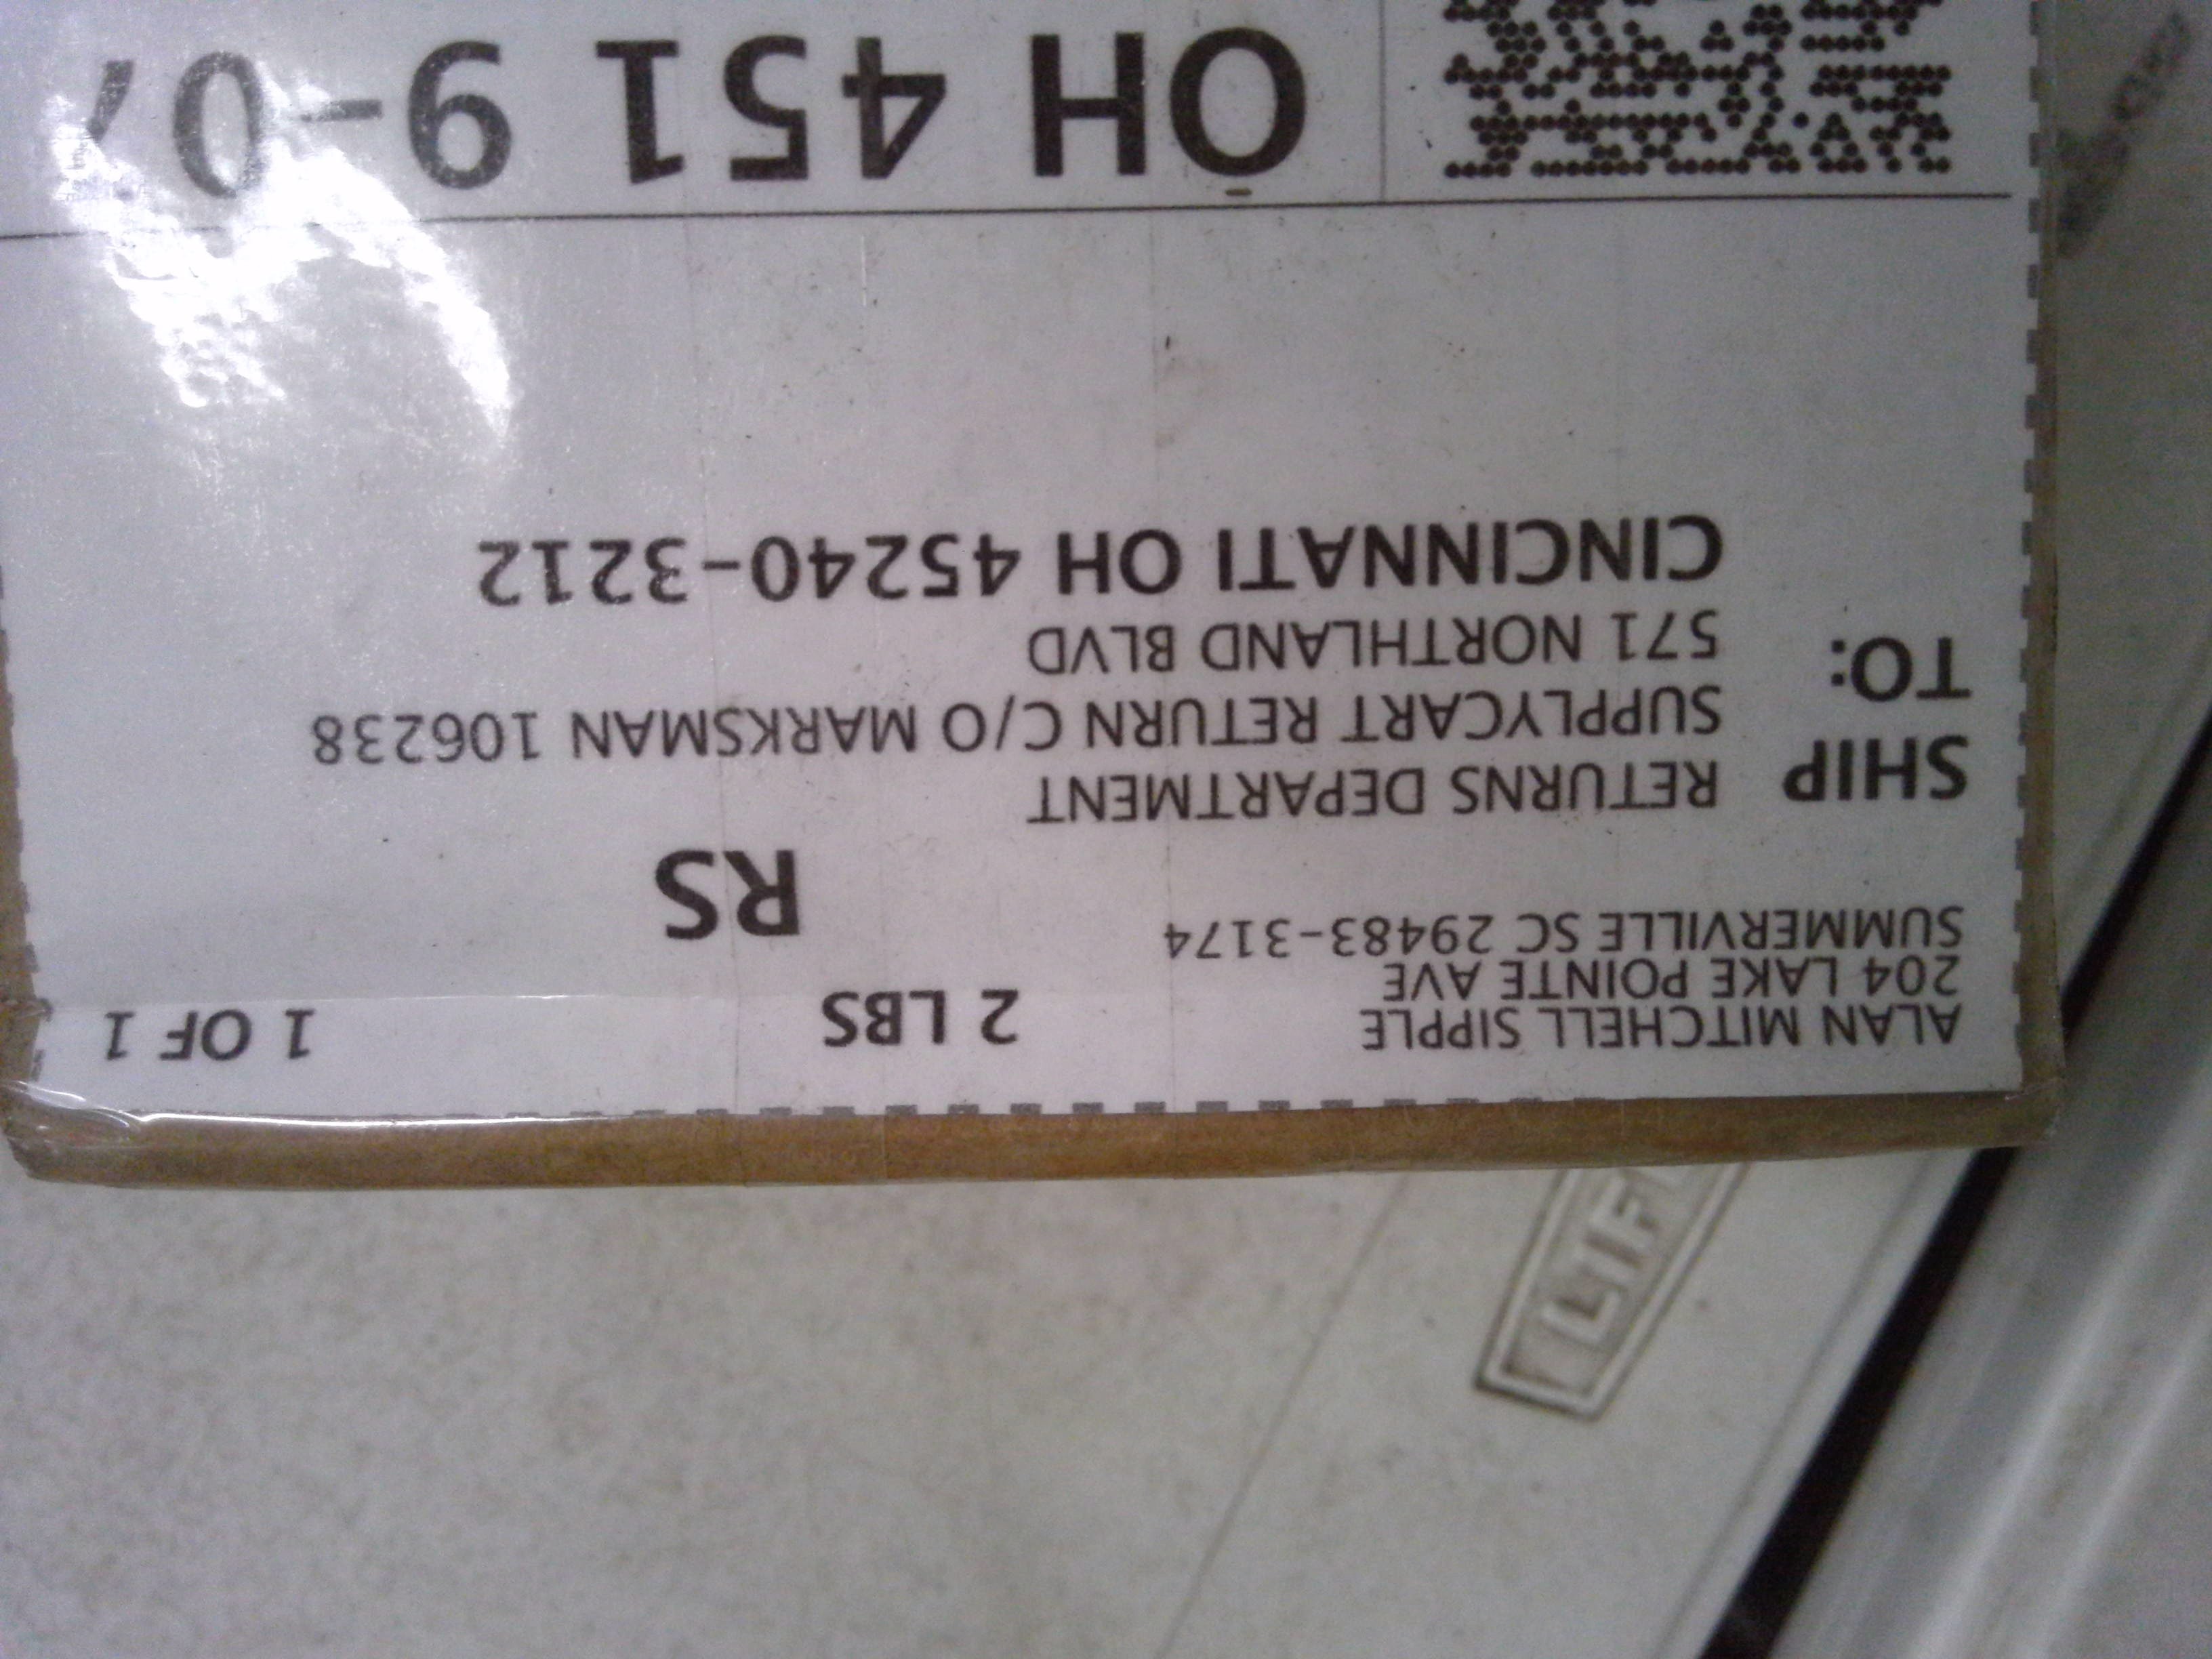 ALAN MITCHELL SIPPLE
204 LAKE POINTE AVE
SUMMERVILLE SC 29483-3174
2 LBS
1 OF 1
RS
SHIP
TO:
RETURNS DEPARTMENT
SUPPLYCART RETURN C/O MARKSMAN 106238
571 NORTHLAND BLVD
CINCINNATI OH 45240-3212
OH 451 9-07